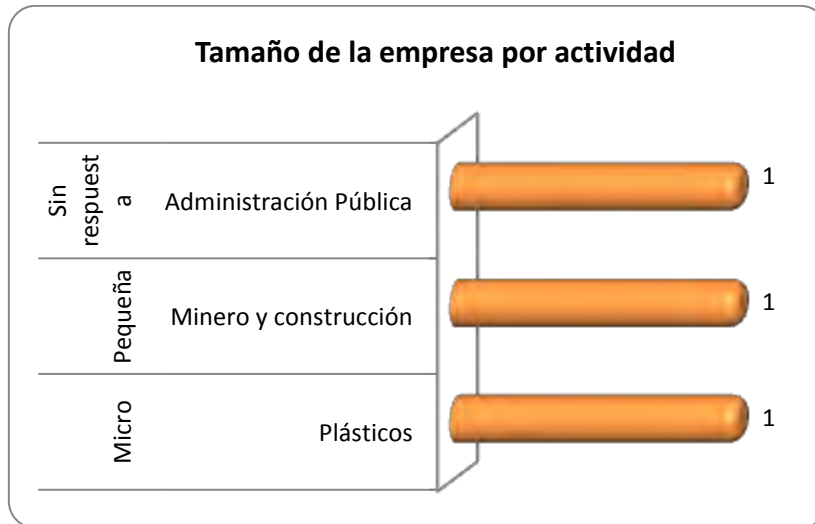 Tamaño de la empresa por actividad
Sin
respuest
a
Administración Pública
1
Pequeña
Minero y construcción
1
Micro
Plásticos
1